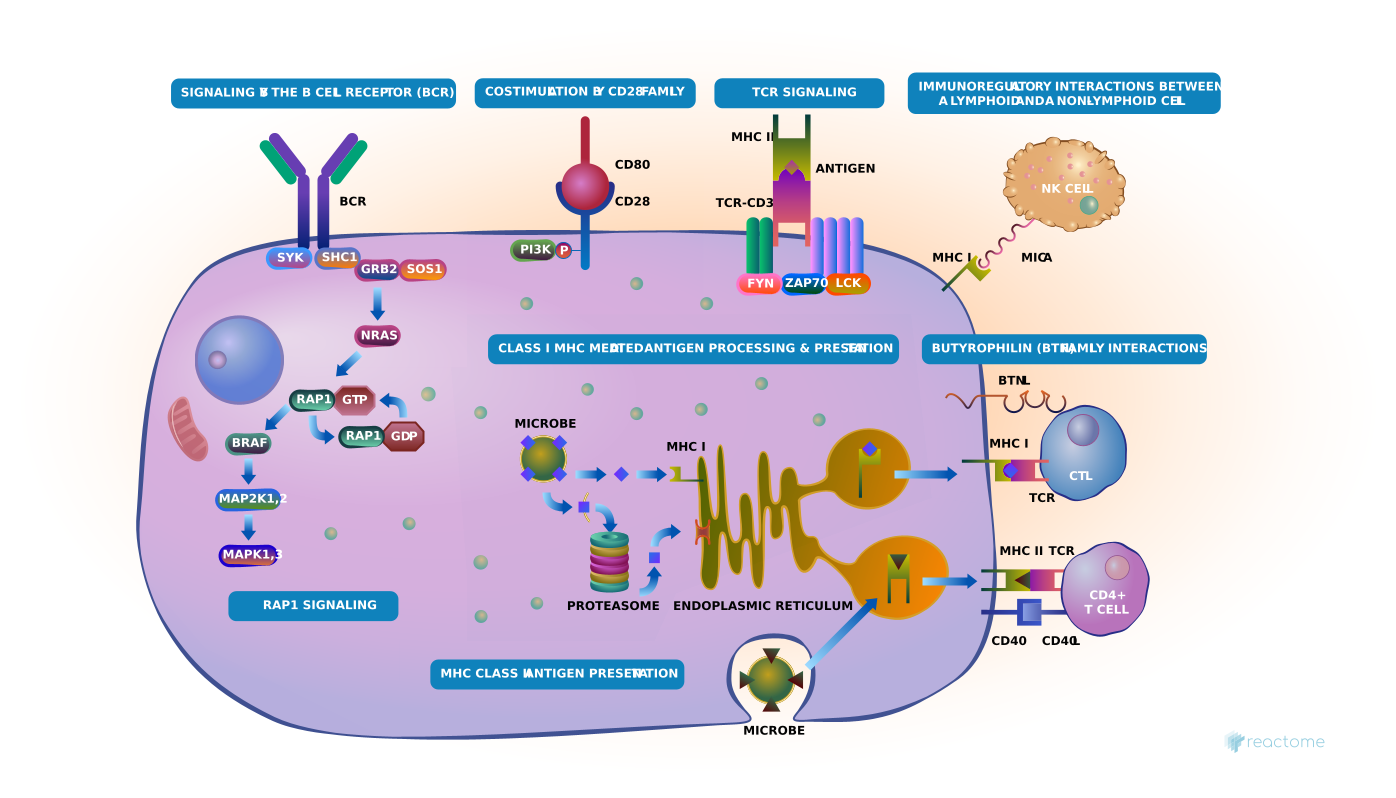 SIGNALING BY THE B CELL RECEPTOR (BCR)
COSTIMULATION BY CD28 FAMILY
TCR SIGNALING
IMMUNOREGULATORY INTERACTIONS BETWEEN
A LYMPHOID AND A NON-LYMPHOID CELL
MHC II
CD80
ANTIGEN
NK CELL
BCR
CD28
TCR-CD3
PI3K
P
SYK
SHC1
GRB2
SOS1
MHC I
MICA
FYN
ZAP70
LCK
NRAS
CLASS I MHC MEDIATED ANTIGEN PROCESSING & PRESENTATION
BUTYROPHILIN (BTN) FAMILY INTERACTIONS
BTNL
RAP1
GTP
RAP1
GDP
BRAF
MICROBE
MHC I
MHC I
CTL
TCR
MAP2K1,2
MAPK1,3
MHC II
TCR
CD4+
T CELL
RAP1 SIGNALING
PROTEASOME
ENDOPLASMIC RETICULUM
CD40
CD40L
MHC CLASS II ANTIGEN PRESENTATION
MICROBE
reactome